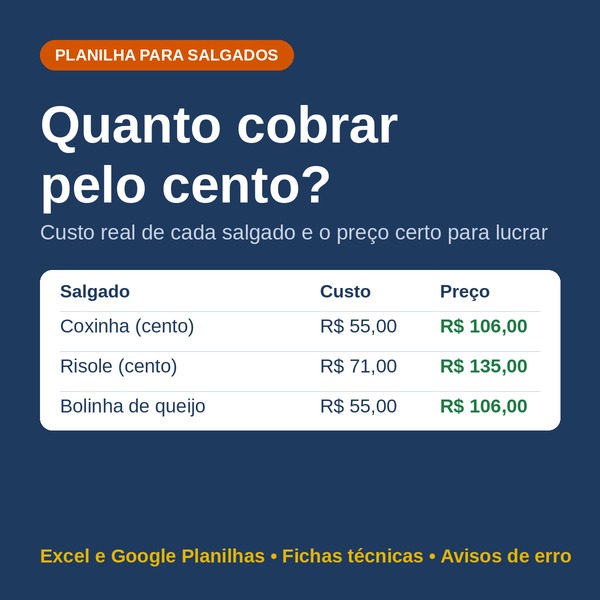 PLANILHA PARA SALGADOS
Quanto cobrar
pelo cento?
Custo real de cada salgado e o preço certo para lucrar
Salgado Custo Preço
Coxinha (cento) R$ 55,00 R$ 106,00
Risole (cento) R$ 71,00 R$ 135,00
Bolinha de queijo R$ 55,00 R$ 106,00
Excel e Google Planilhas • Fichas técnicas • Avisos de erro